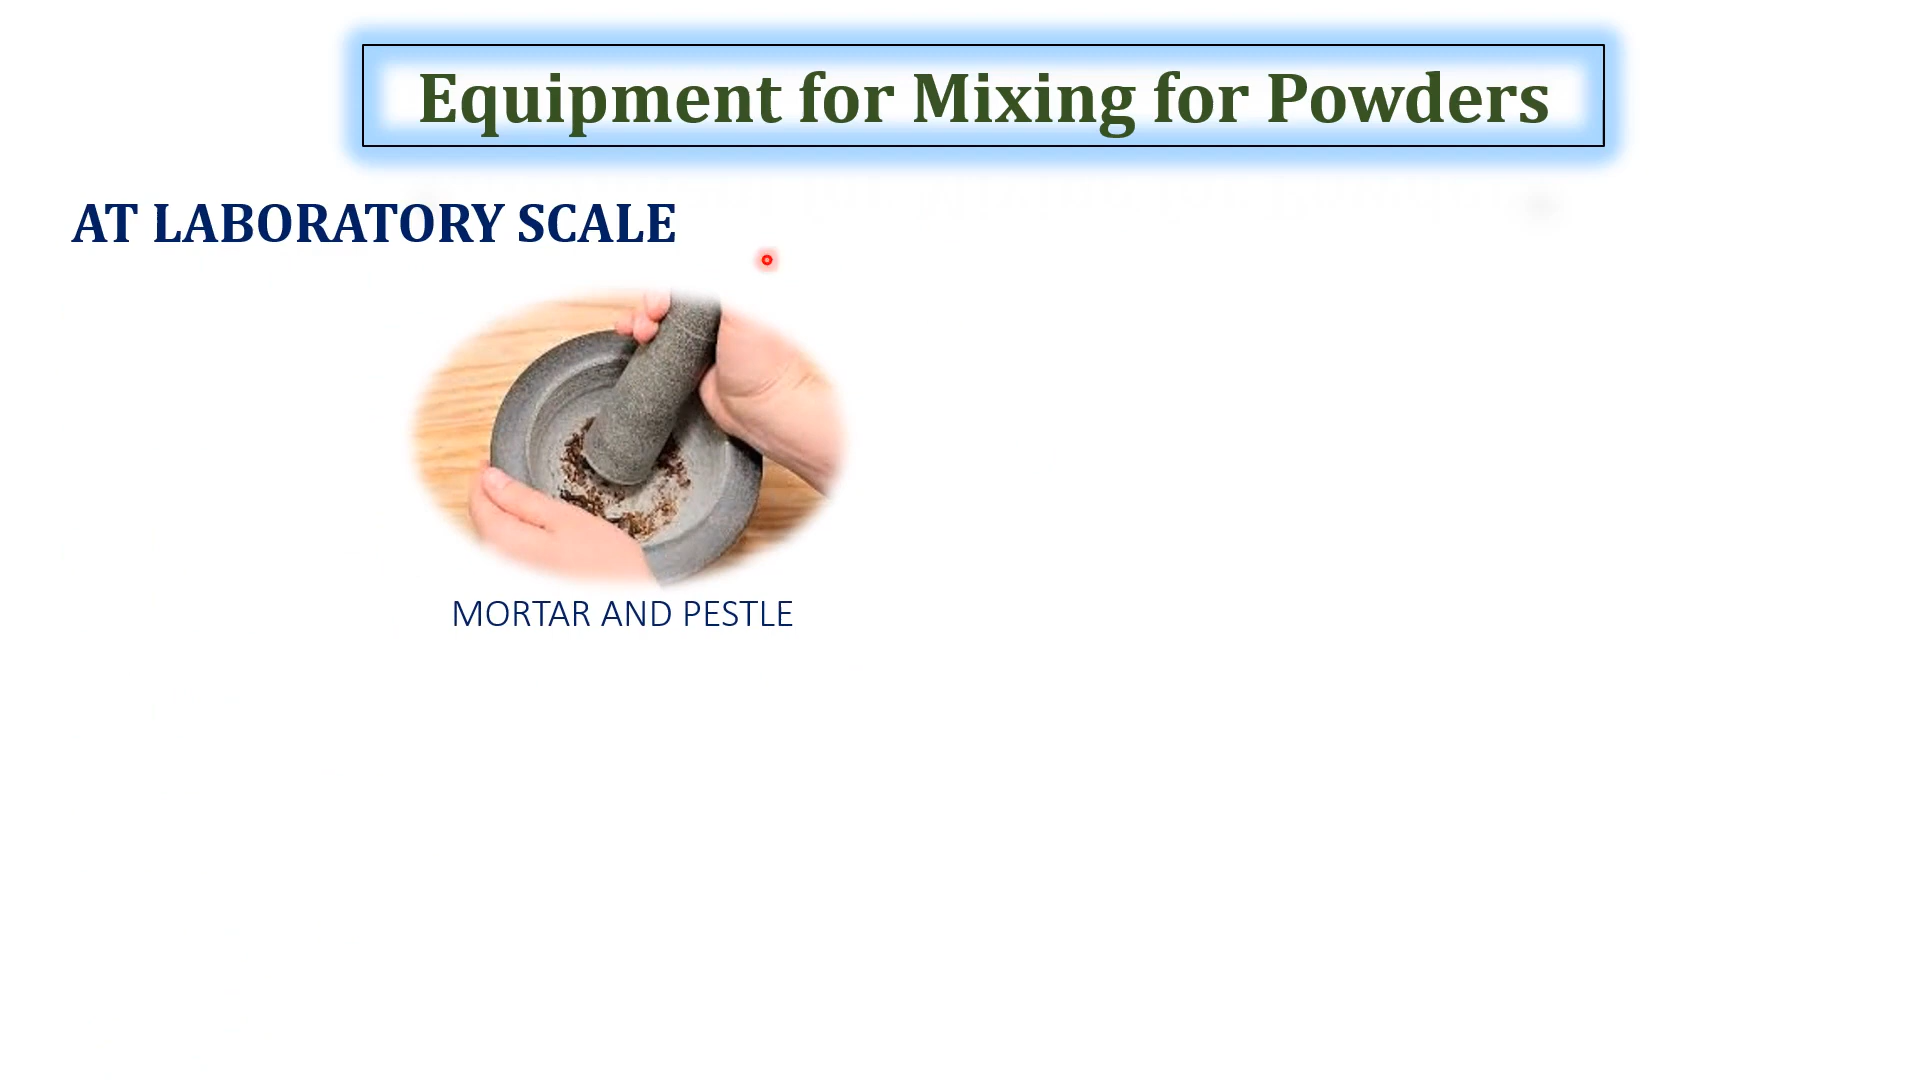 Equipment for Mixing for Powders
AT LABORATORY SCALE
MORTAR AND PESTLE